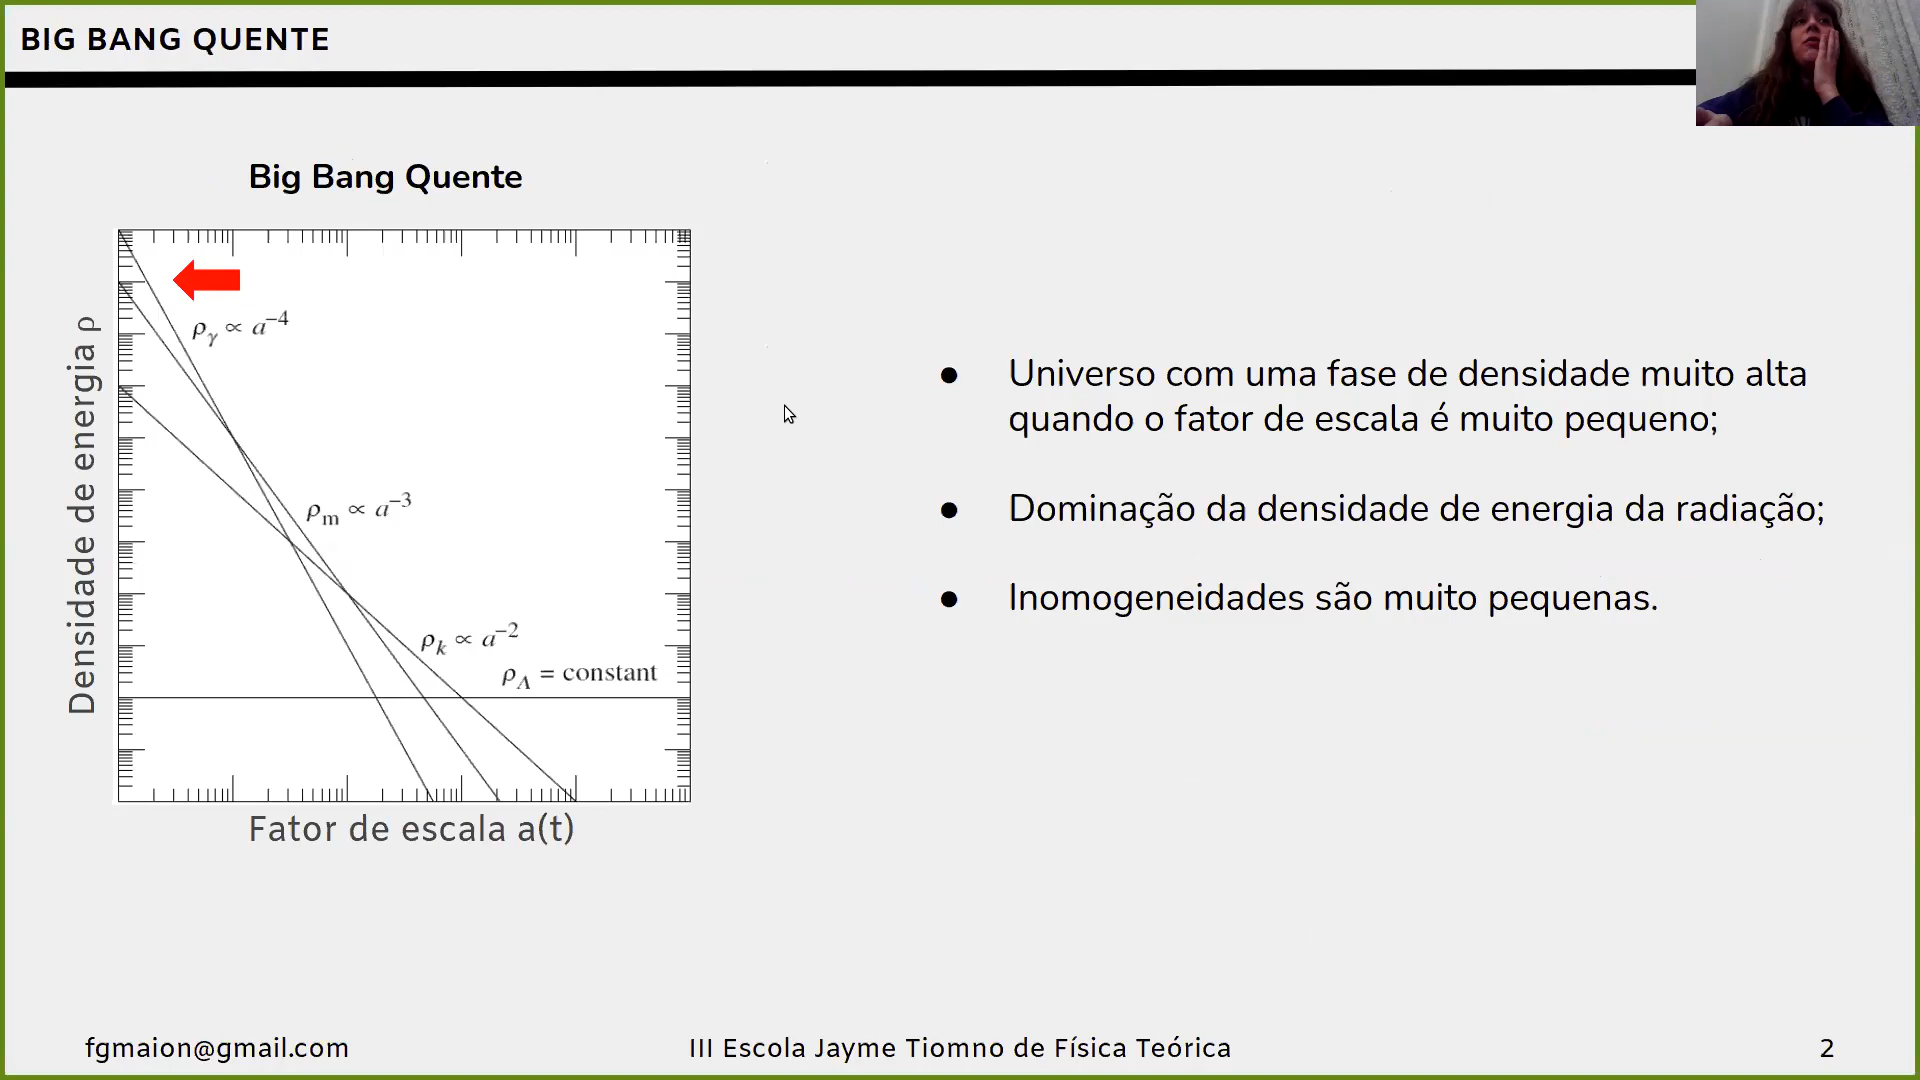 BIG BANG QUENTE
Big Bang Quente
Densidade de energia ρ
ρ_γ ∝ a⁻⁴
ρ_m ∝ a⁻³
ρ_k ∝ a⁻²
ρ_Λ = constant
Fator de escala a(t)
● Universo com uma fase de densidade muito alta
quando o fator de escala é muito pequeno;
● Dominação da densidade de energia da radiação;
● Inomogeneidades são muito pequenas.
fgmaion@gmail.com
III Escola Jayme Tiomno de Física Teórica
2